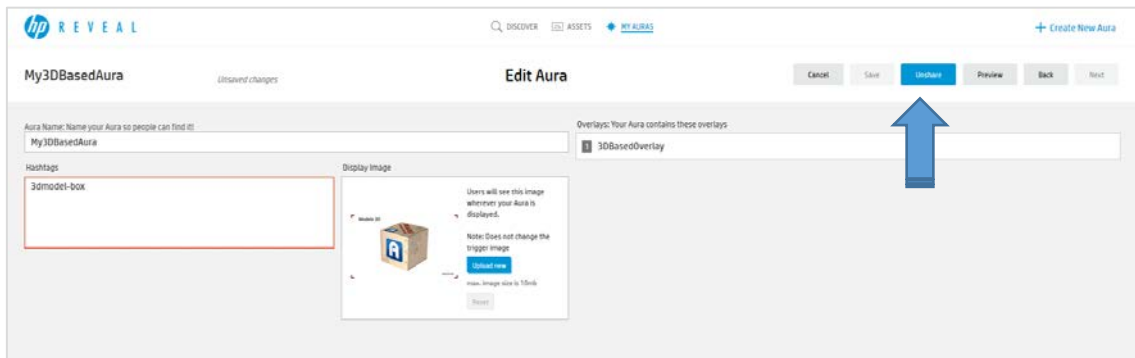 hp REVEAL
DISCOVER ASSETS MY AURAS
+ Create New Aura
My3DBasedAura
Unsaved changes
Edit Aura
Cancel Save Unshare Preview Back Next
Aura Name: Name your Aura so people can find it!
My3DBasedAura
Overlays: Your Aura contains these overlays
1 3DBasedOverlay
Hashtags
3dmodel-box
Display Image
Users will see this image
wherever your Aura is
displayed.
Note: Does not change the
trigger image
Upload new
max. image size is 10mb
Reset
A